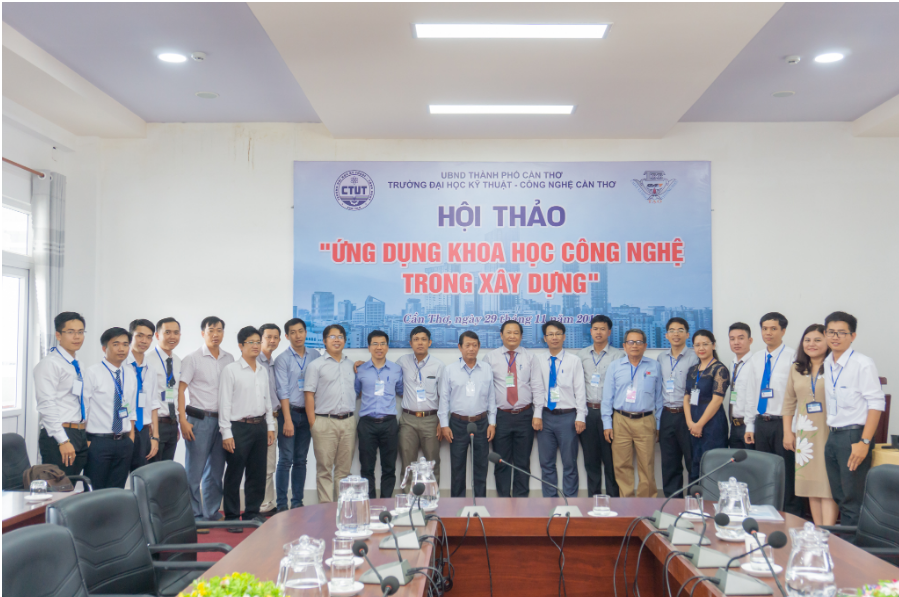 UBND THÀNH PHỐ CẦN THƠ
TRƯỜNG ĐẠI HỌC KỸ THUẬT - CÔNG NGHỆ CẦN THƠ
CTUT
HỘI THẢO
"ỨNG DỤNG KHOA HỌC CÔNG NGHỆ
TRONG XÂY DỰNG"
Cần Thơ, ngày 29 tháng 11 năm